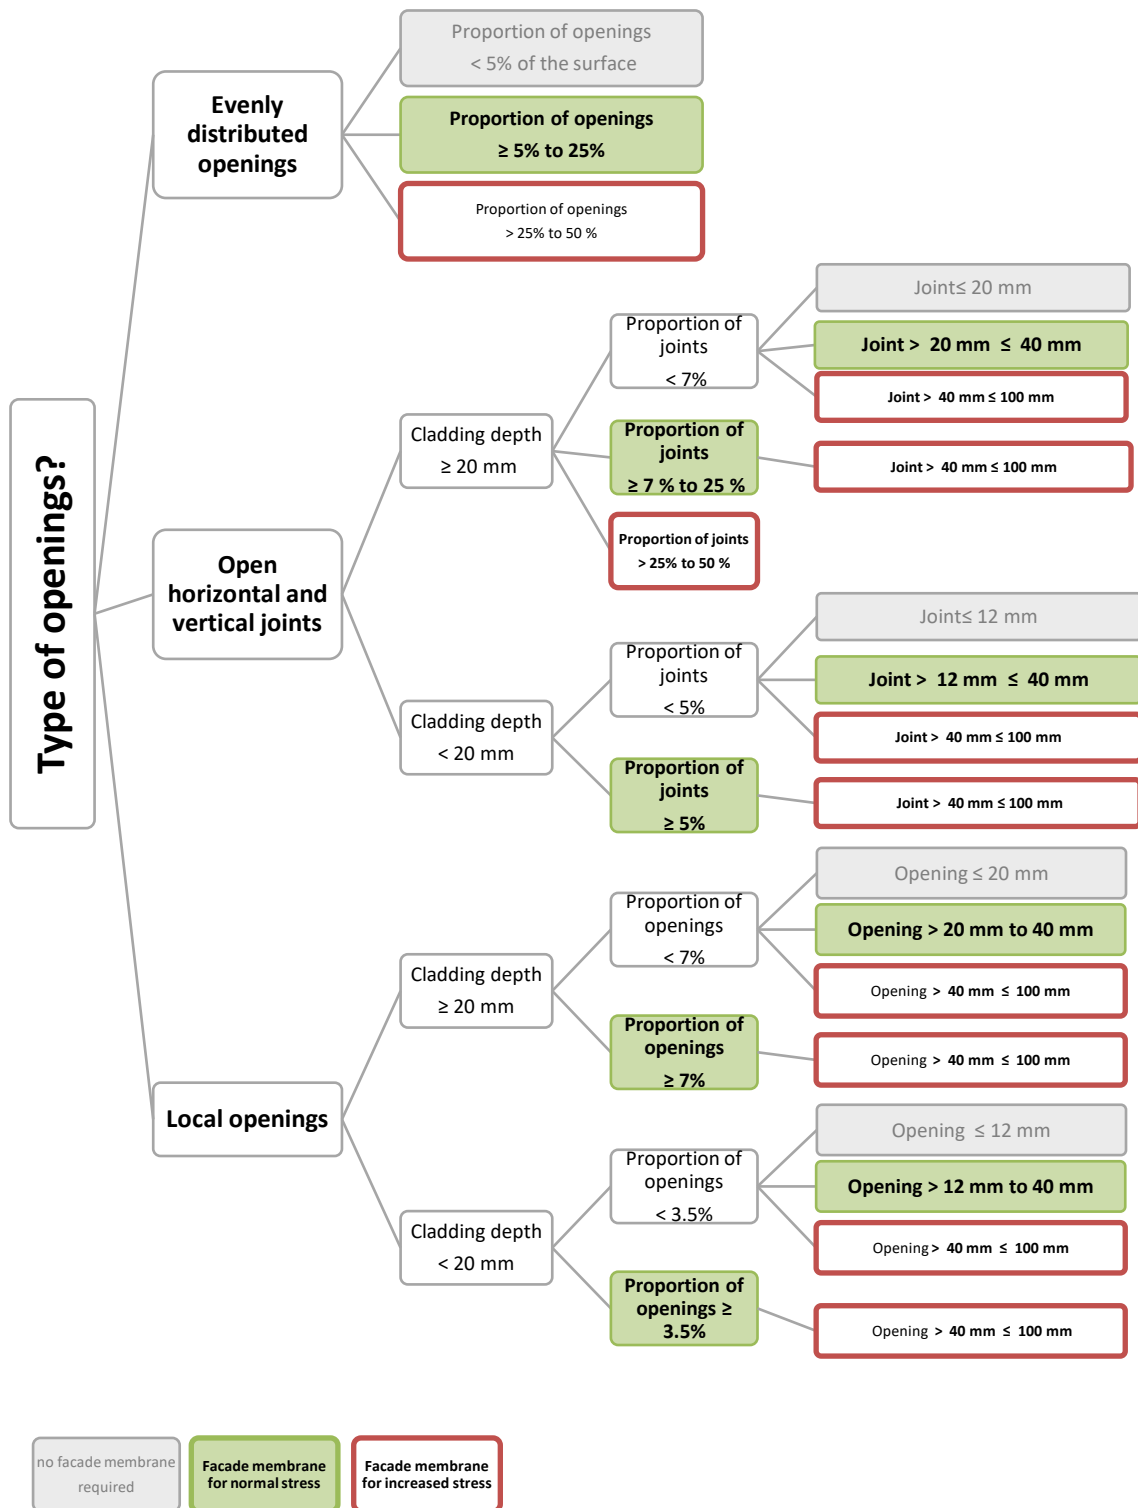 Type of openings?
Evenly
distributed
openings
Proportion of openings
< 5% of the surface
Proportion of openings
≥ 5% to 25%
Proportion of openings
> 25% to 50 %
Open
horizontal and
vertical joints
Cladding depth
≥ 20 mm
Proportion of
joints
< 7%
Joint≤ 20 mm
Joint > 20 mm ≤ 40 mm
Joint > 40 mm ≤ 100 mm
Proportion of
joints
≥ 7 % to 25 %
Joint > 40 mm ≤ 100 mm
Proportion of joints
> 25% to 50 %
Cladding depth
< 20 mm
Proportion of
joints
< 5%
Joint≤ 12 mm
Joint > 12 mm ≤ 40 mm
Joint > 40 mm ≤ 100 mm
Proportion of
joints
≥ 5%
Joint > 40 mm ≤ 100 mm
Local openings
Cladding depth
≥ 20 mm
Proportion of
openings
< 7%
Opening ≤ 20 mm
Opening > 20 mm to 40 mm
Opening > 40 mm ≤ 100 mm
Proportion of
openings
≥ 7%
Opening > 40 mm ≤ 100 mm
Cladding depth
< 20 mm
Proportion of
openings
< 3.5%
Opening ≤ 12 mm
Opening > 12 mm to 40 mm
Opening > 40 mm ≤ 100 mm
Proportion of
openings ≥
3.5%
Opening > 40 mm ≤ 100 mm
no facade membrane
required
Facade membrane
for normal stress
Facade membrane
for increased stress